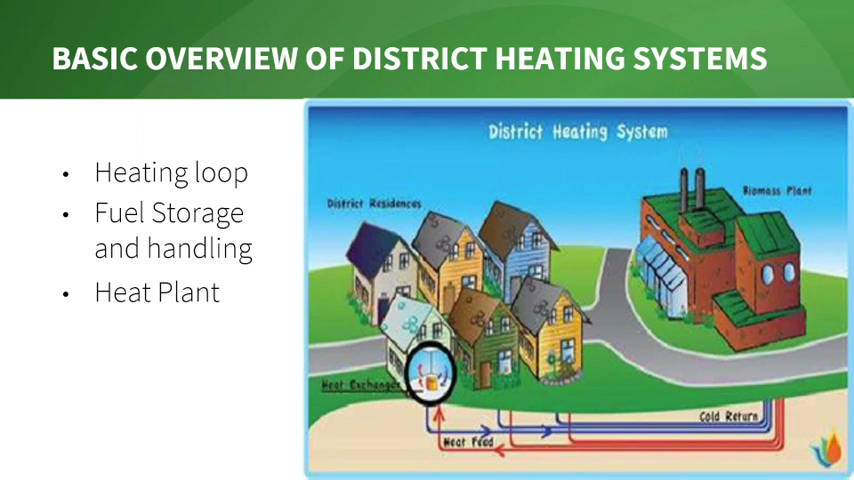 BASIC OVERVIEW OF DISTRICT HEATING SYSTEMS
• Heating loop
• Fuel Storage
and handling
• Heat Plant
District Heating System
District Residences
Biomass Plant
Heat Exchanger
Cold Return
Heat Feed